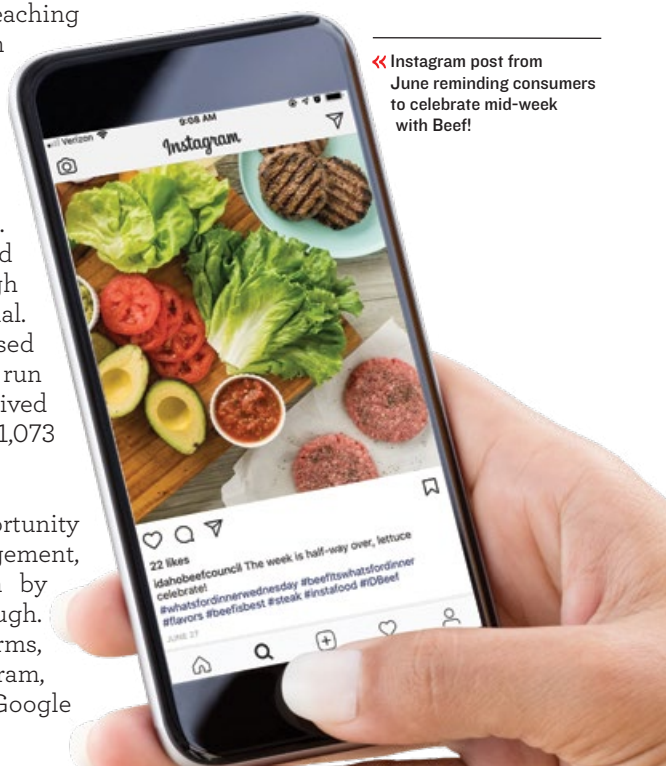 eaching
.
al.
sed
run
ived
1,073
ortunity
gement,
by
ugh.
rms,
ram,
Google
Instagram post from
June reminding consumers
to celebrate mid-week
with Beef!
Verizon
9:08 AM
Instagram
22 likes
idahobeefcouncil The week is half-way over, lettuce
celebrate!
#whatsfordinnerwednesday #beefitswhatsfordinner
#flavors #beefisbest #steak #instafood #IDBeef
JUNE 27